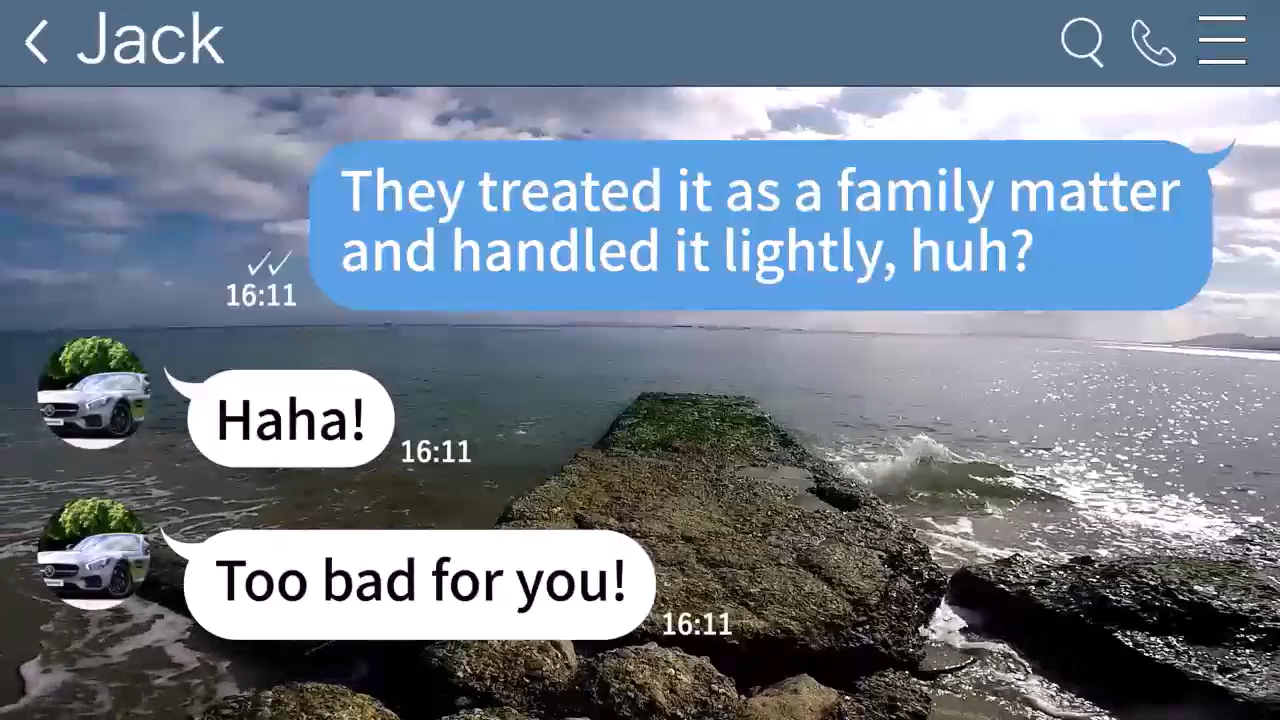 Jack
They treated it as a family matter
and handled it lightly, huh?
16:11
Haha!
16:11
Too bad for you!
16:11